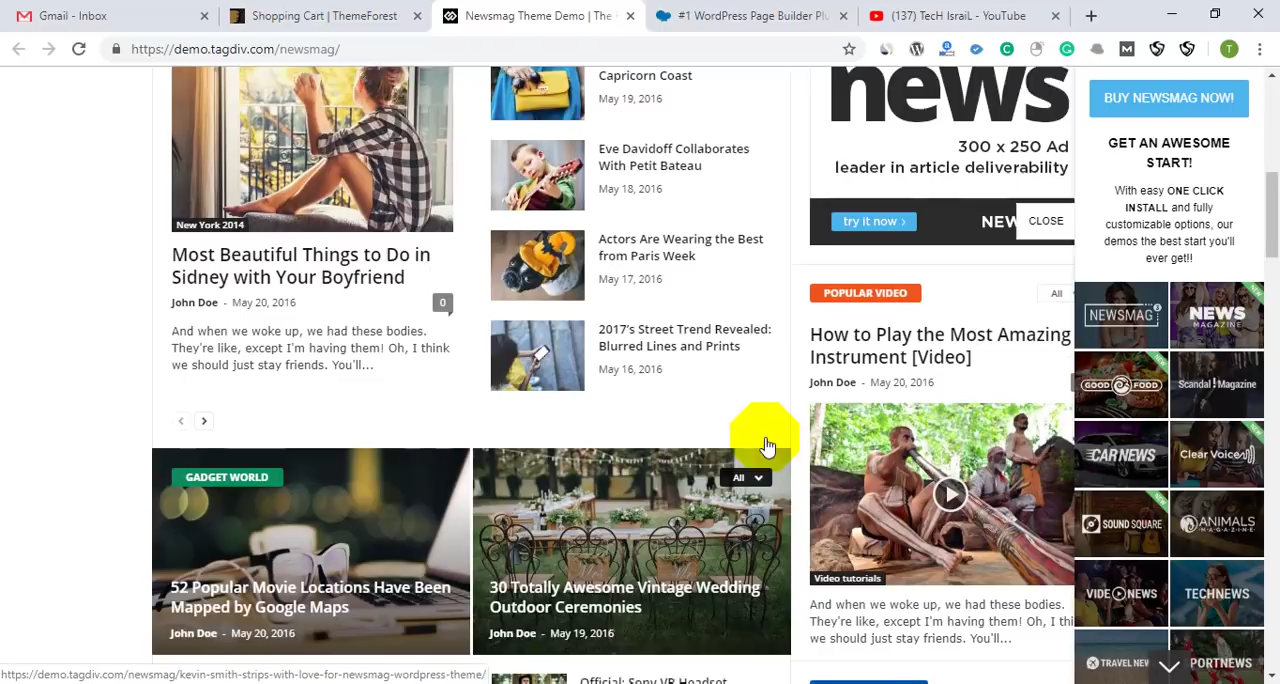 Gmail - Inbox
Shopping Cart | ThemeForest
Newsmag Theme Demo | The
#1 WordPress Page Builder Plu
(137) TecH IsraiL - YouTube
https://demo.tagdiv.com/newsmag/
T
New York 2014
Most Beautiful Things to Do in
Sidney with Your Boyfriend
John Doe - May 20, 2016
0
And when we woke up, we had these bodies.
They're like, except I'm having them! Oh, I think
we should just stay friends. You'll...
Capricorn Coast
May 19, 2016
Eve Davidoff Collaborates
With Petit Bateau
May 18, 2016
Actors Are Wearing the Best
from Paris Week
May 17, 2016
2017's Street Trend Revealed:
Blurred Lines and Prints
May 16, 2016
GADGET WORLD
All
52 Popular Movie Locations Have Been
Mapped by Google Maps
John Doe - May 20, 2016
30 Totally Awesome Vintage Wedding
Outdoor Ceremonies
John Doe - May 19, 2016
Official: Sony VR Headset
news
300 x 250 Ad
leader in article deliverability
try it now ›
CLOSE
POPULAR VIDEO
All
How to Play the Most Amazing
Instrument [Video]
John Doe - May 20, 2016
Video tutorials
And when we woke up, we had these bodies.
They're like, except I'm having them! Oh, I think
we should just stay friends. You'll...
BUY NEWSMAG NOW!
GET AN AWESOME
START!
With easy ONE CLICK
INSTALL and fully
customizable options, our
demos the best start you'll
ever get!!
NEWSMAG
NEWS
MAGAZINE
GOOD FOOD
Scandal!Magazine
CAR NEWS
Clear Voice
SOUND SQUARE
ANIMALS
MAGAZINE
VIDEO NEWS
TECHNEWS
TRAVEL NEW
PORTNEWS
https://demo.tagdiv.com/newsmag/kevin-smith-strips-with-love-for-newsmag-wordpress-theme/